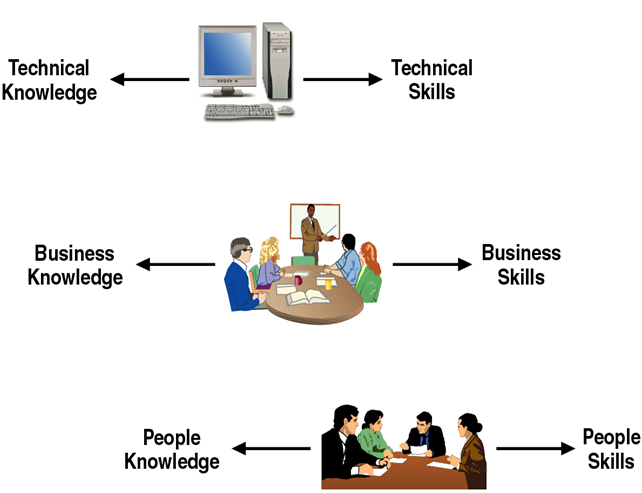 Technical
Knowledge
Technical
Skills
Business
Knowledge
Business
Skills
People
Knowledge
People
Skills